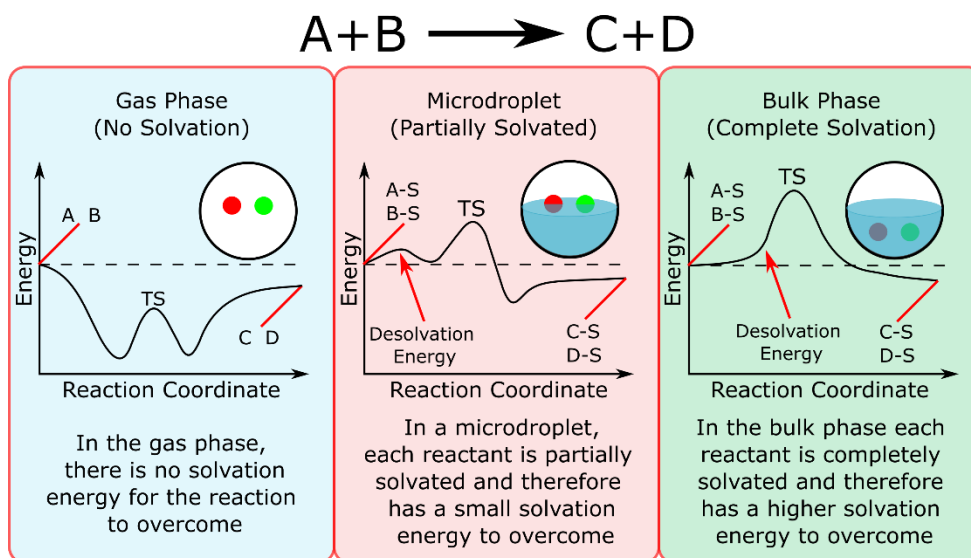 A+B C+D
Gas Phase
(No Solvation)
Energy
A B
TS
C D
Reaction Coordinate
In the gas phase,
there is no solvation
energy for the reaction
to overcome
Microdroplet
(Partially Solvated)
Energy
A-S
B-S
TS
Desolvation
Energy
C-S
D-S
Reaction Coordinate
In a microdroplet,
each reactant is partially
solvated and therefore
has a small solvation
energy to overcome
Bulk Phase
(Complete Solvation)
Energy
A-S
B-S
TS
Desolvation
Energy
C-S
D-S
Reaction Coordinate
In the bulk phase each
reactant is completely
solvated and therefore
has a higher solvation
energy to overcome